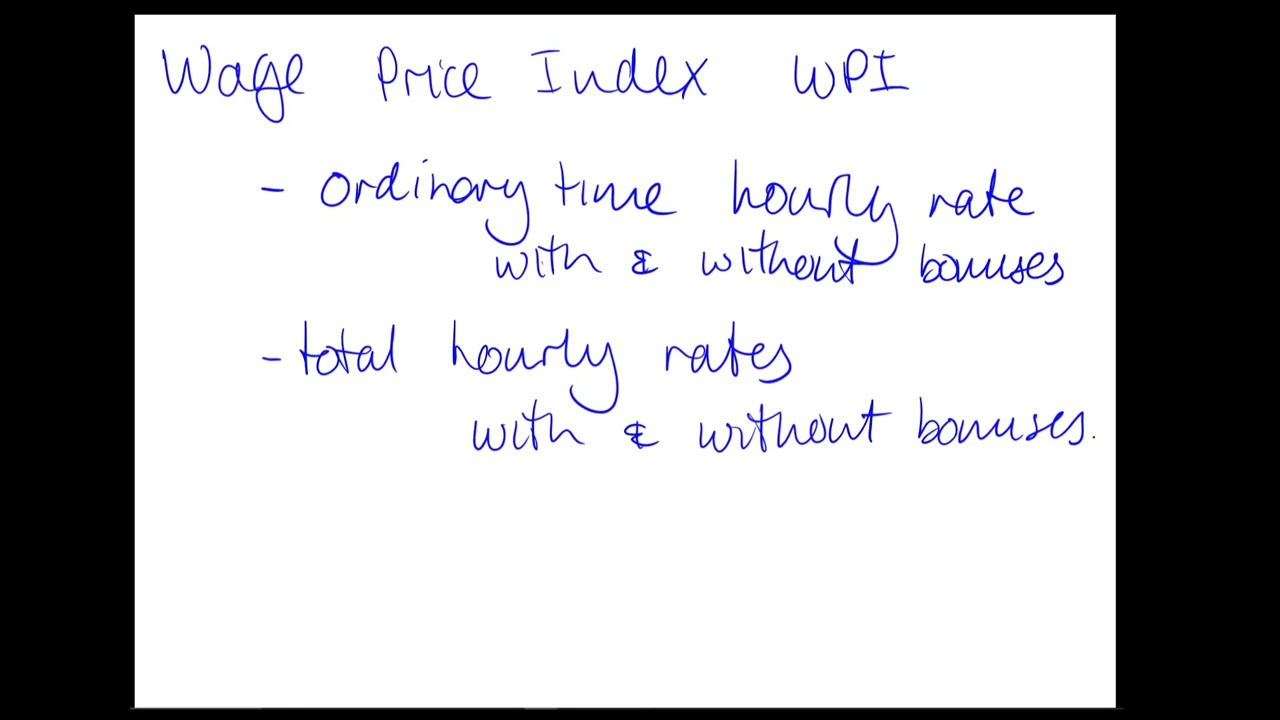 Wage Price Index WPI
- ordinary time hourly rate
with & without bonuses
- total hourly rates
with & without bonuses.